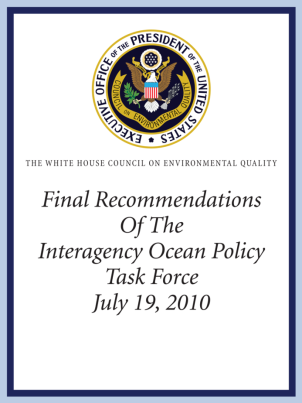 EXECUTIVE OFFICE OF THE PRESIDENT OF THE UNITED STATES
COUNCIL ON ENVIRONMENTAL QUALITY
THE WHITE HOUSE COUNCIL ON ENVIRONMENTAL QUALITY
Final Recommendations
Of The
Interagency Ocean Policy
Task Force
July 19, 2010